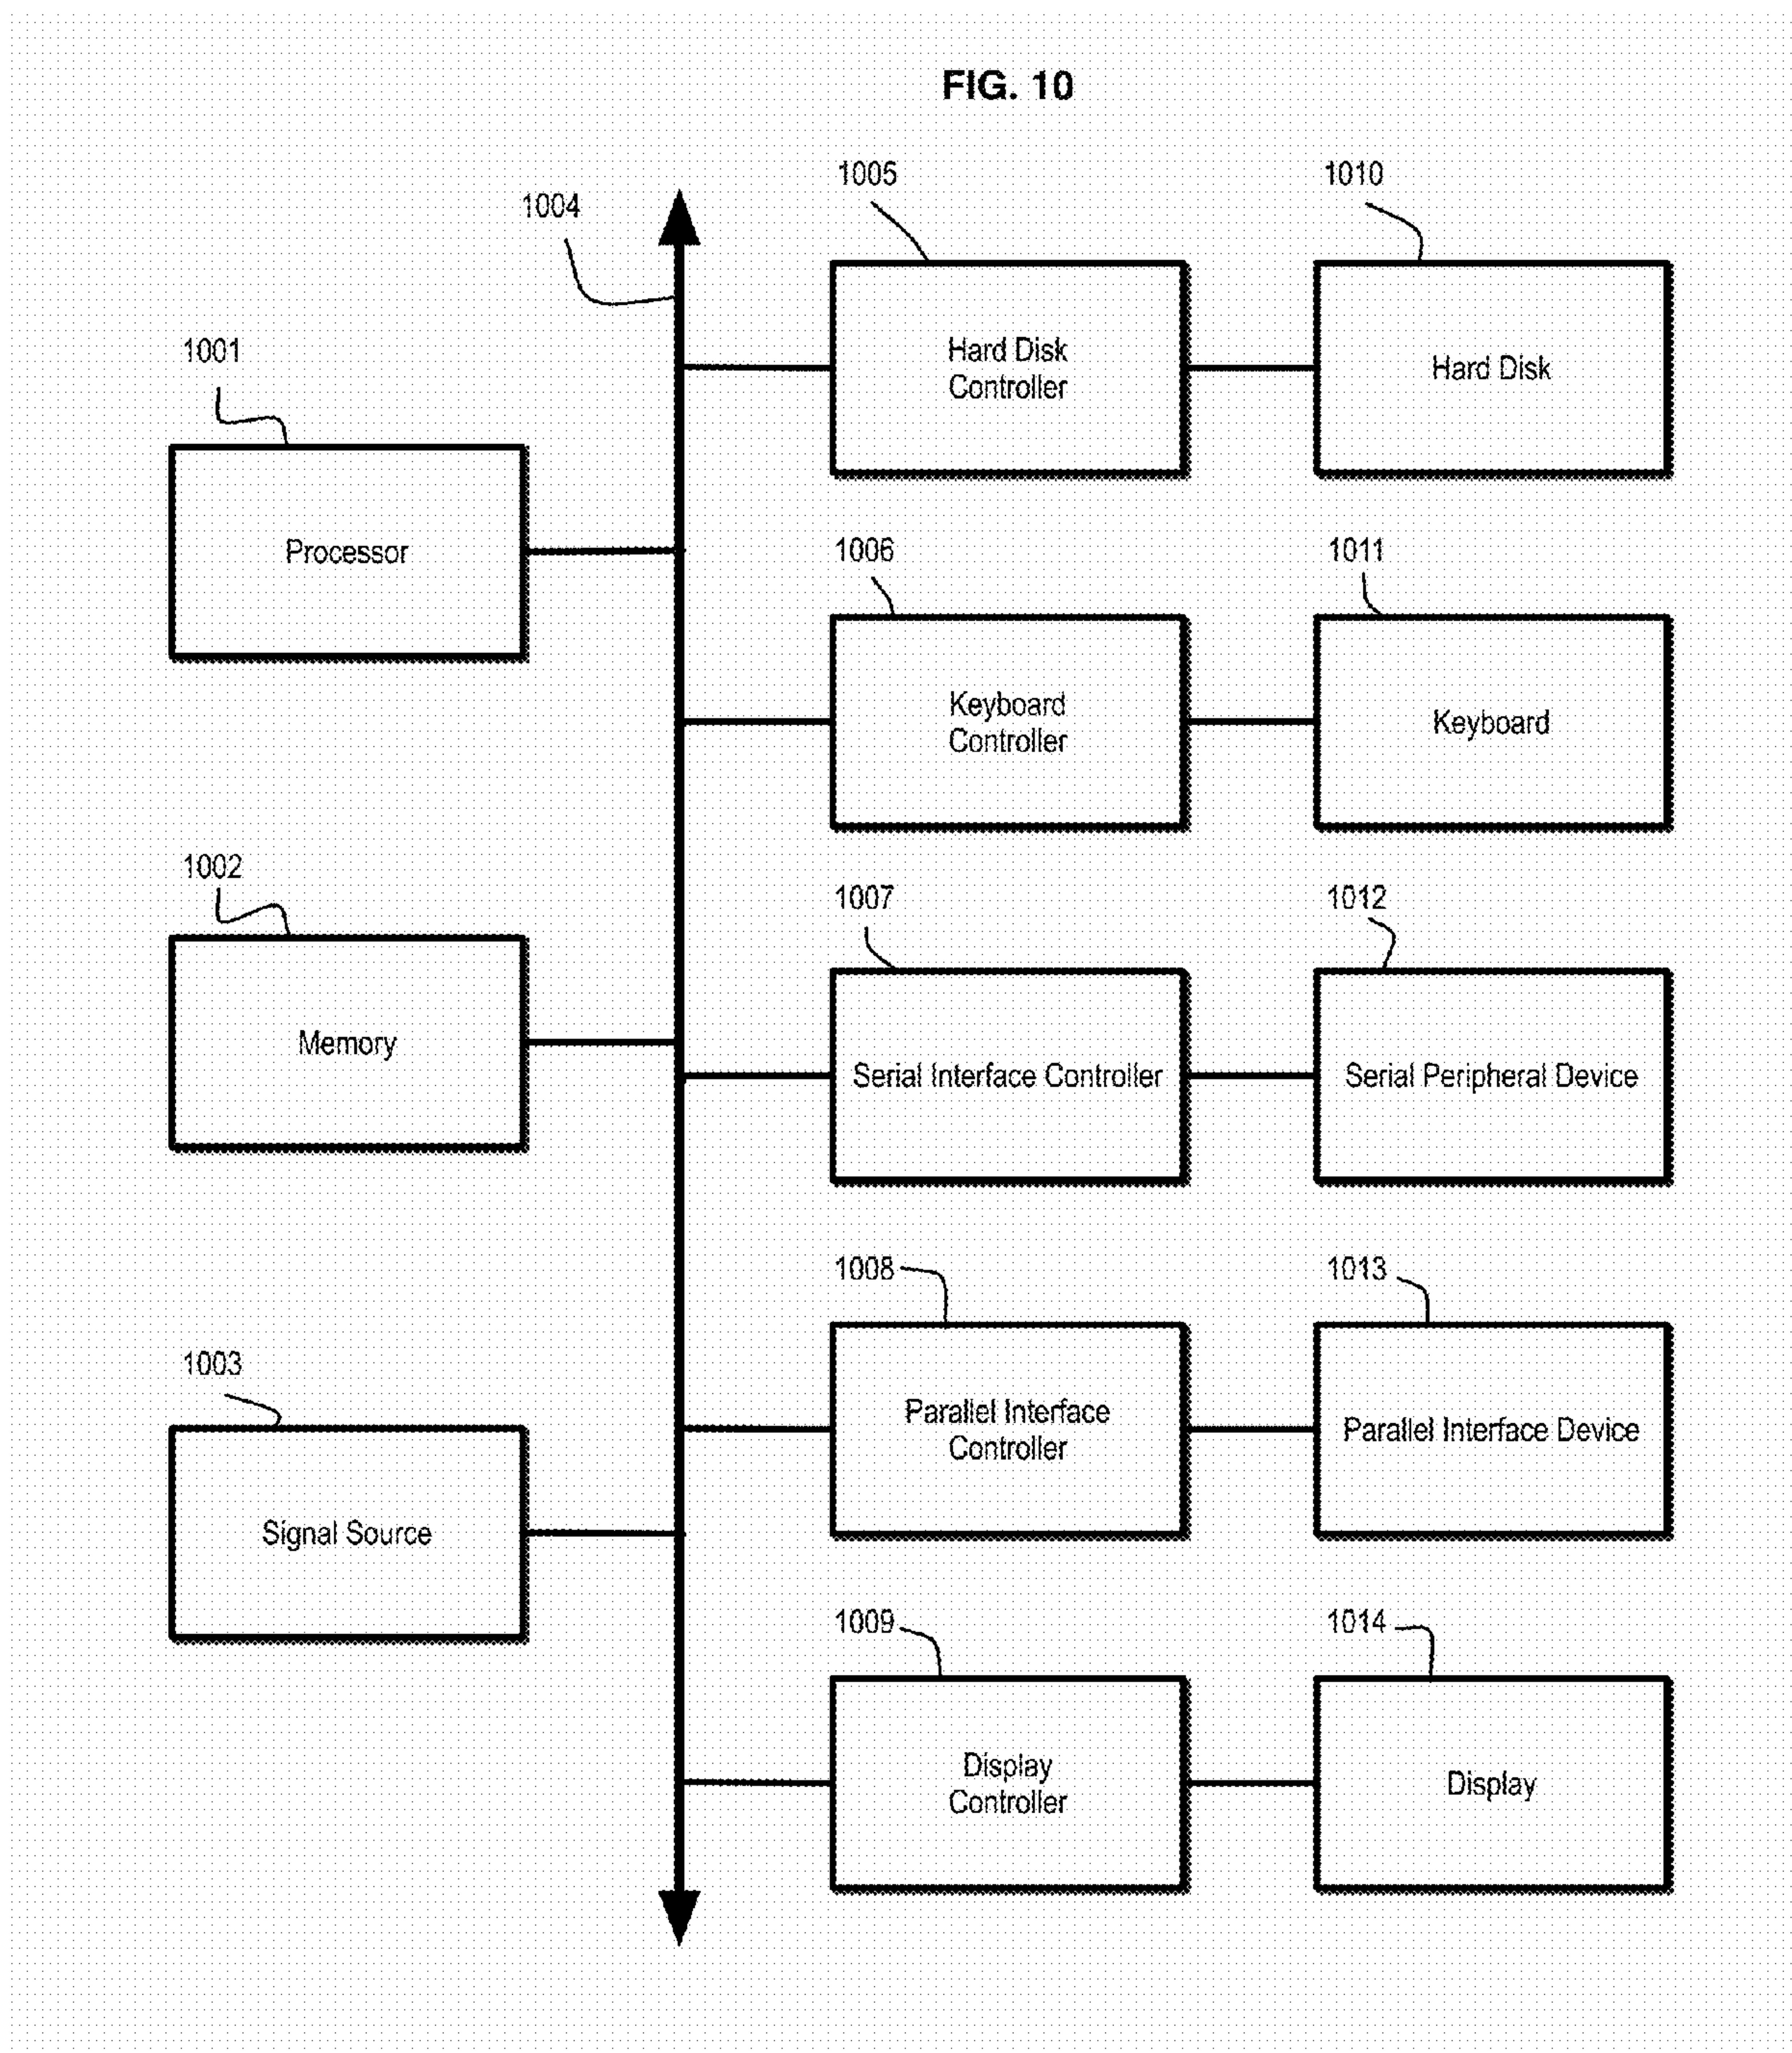 FIG. 10
1004
1005
1010
Hard Disk
Controller
Hard Disk
1001
Processor
1006
1011
Keyboard
Controller
Keyboard
1002
Memory
1007
1012
Serial Interface Controller
Serial Peripheral Device
1003
Signal Source
1008
1013
Parallel Interface
Controller
Parallel Interface Device
1009
1014
Display
Controller
Display